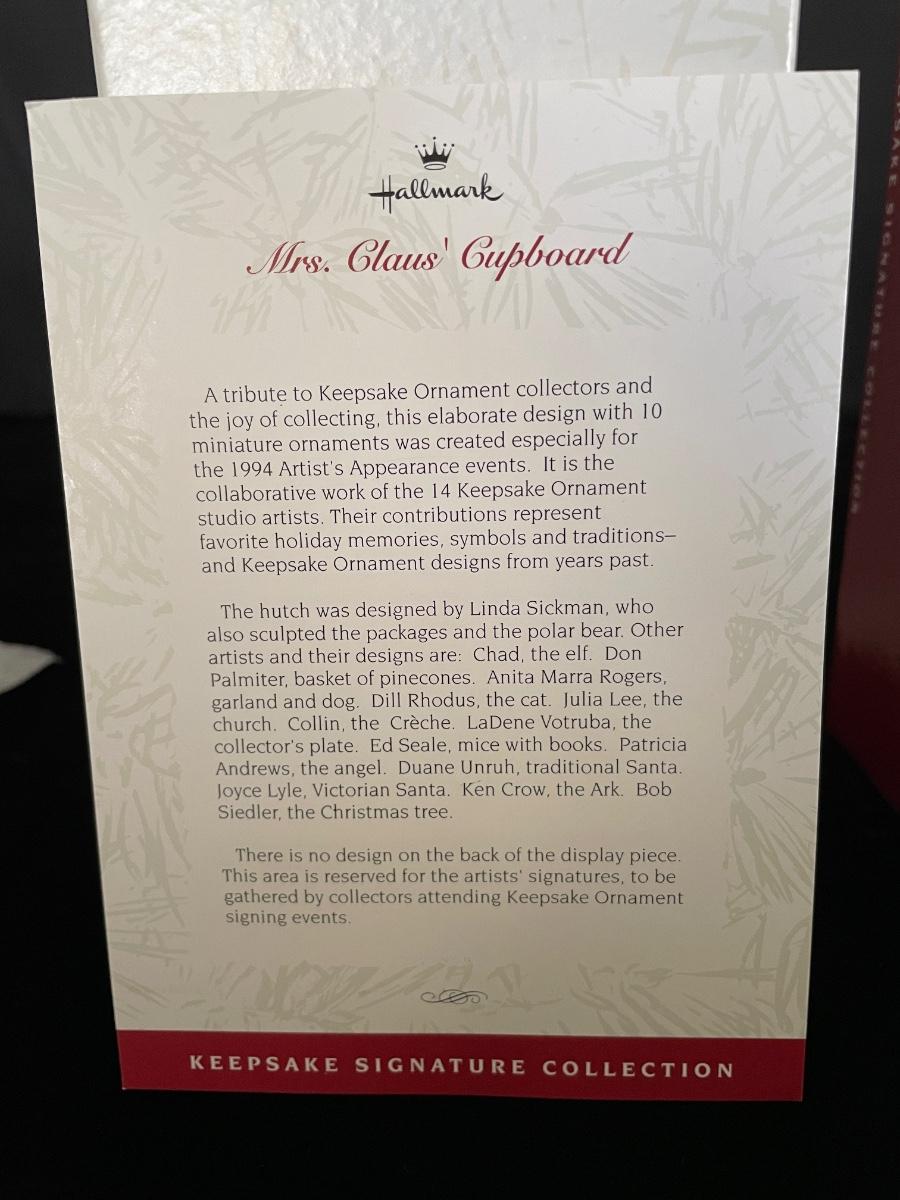 Hallmark
Mrs. Claus' Cupboard
A tribute to Keepsake Ornament collectors and
the joy of collecting, this elaborate design with 10
miniature ornaments was created especially for
the 1994 Artist's Appearance events. It is the
collaborative work of the 14 Keepsake Ornament
studio artists. Their contributions represent
favorite holiday memories, symbols and traditions—
and Keepsake Ornament designs from years past.
The hutch was designed by Linda Sickman, who
also sculpted the packages and the polar bear. Other
artists and their designs are: Chad, the elf. Don
Palmiter, basket of pinecones. Anita Marra Rogers,
garland and dog. Dill Rhodus, the cat. Julia Lee, the
church. Collin, the Crèche. LaDene Votruba, the
collector's plate. Ed Seale, mice with books. Patricia
Andrews, the angel. Duane Unruh, traditional Santa.
Joyce Lyle, Victorian Santa. Ken Crow, the Ark. Bob
Siedler, the Christmas tree.
There is no design on the back of the display piece.
This area is reserved for the artists' signatures, to be
gathered by collectors attending Keepsake Ornament
signing events.
KEEPSAKE SIGNATURE COLLECTION
SIGNATURE COLLECTION